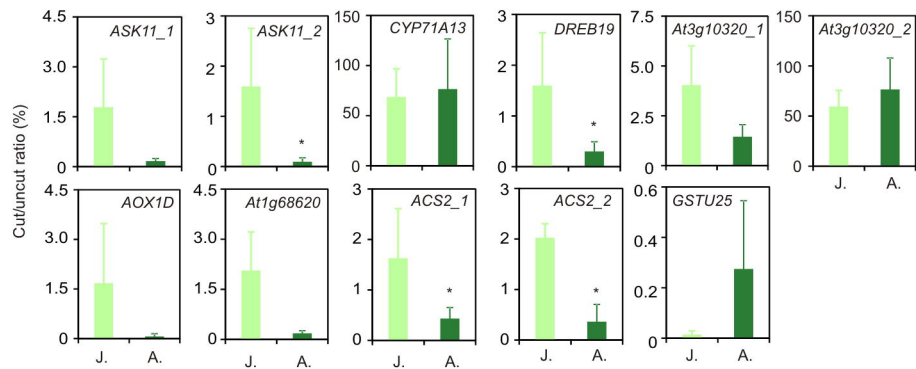 Cut/uncut ratio (%)
ASK11_1
4.5
3.0
1.5
0
ASK11_2
3
2
1
0
*
CYP71A13
150
100
50
0
DREB19
3
2
1
0
*
At3g10320_1
7.5
5.0
2.5
0
At3g10320_2
150
100
50
0
J. A.
AOX1D
4.5
3.0
1.5
0
J. A.
At1g68620
4.5
3.0
1.5
0
J. A.
ACS2_1
3
2
1
0
*
J. A.
ACS2_2
3
2
1
0
*
J. A.
GSTU25
0.6
0.4
0.2
0
J. A.